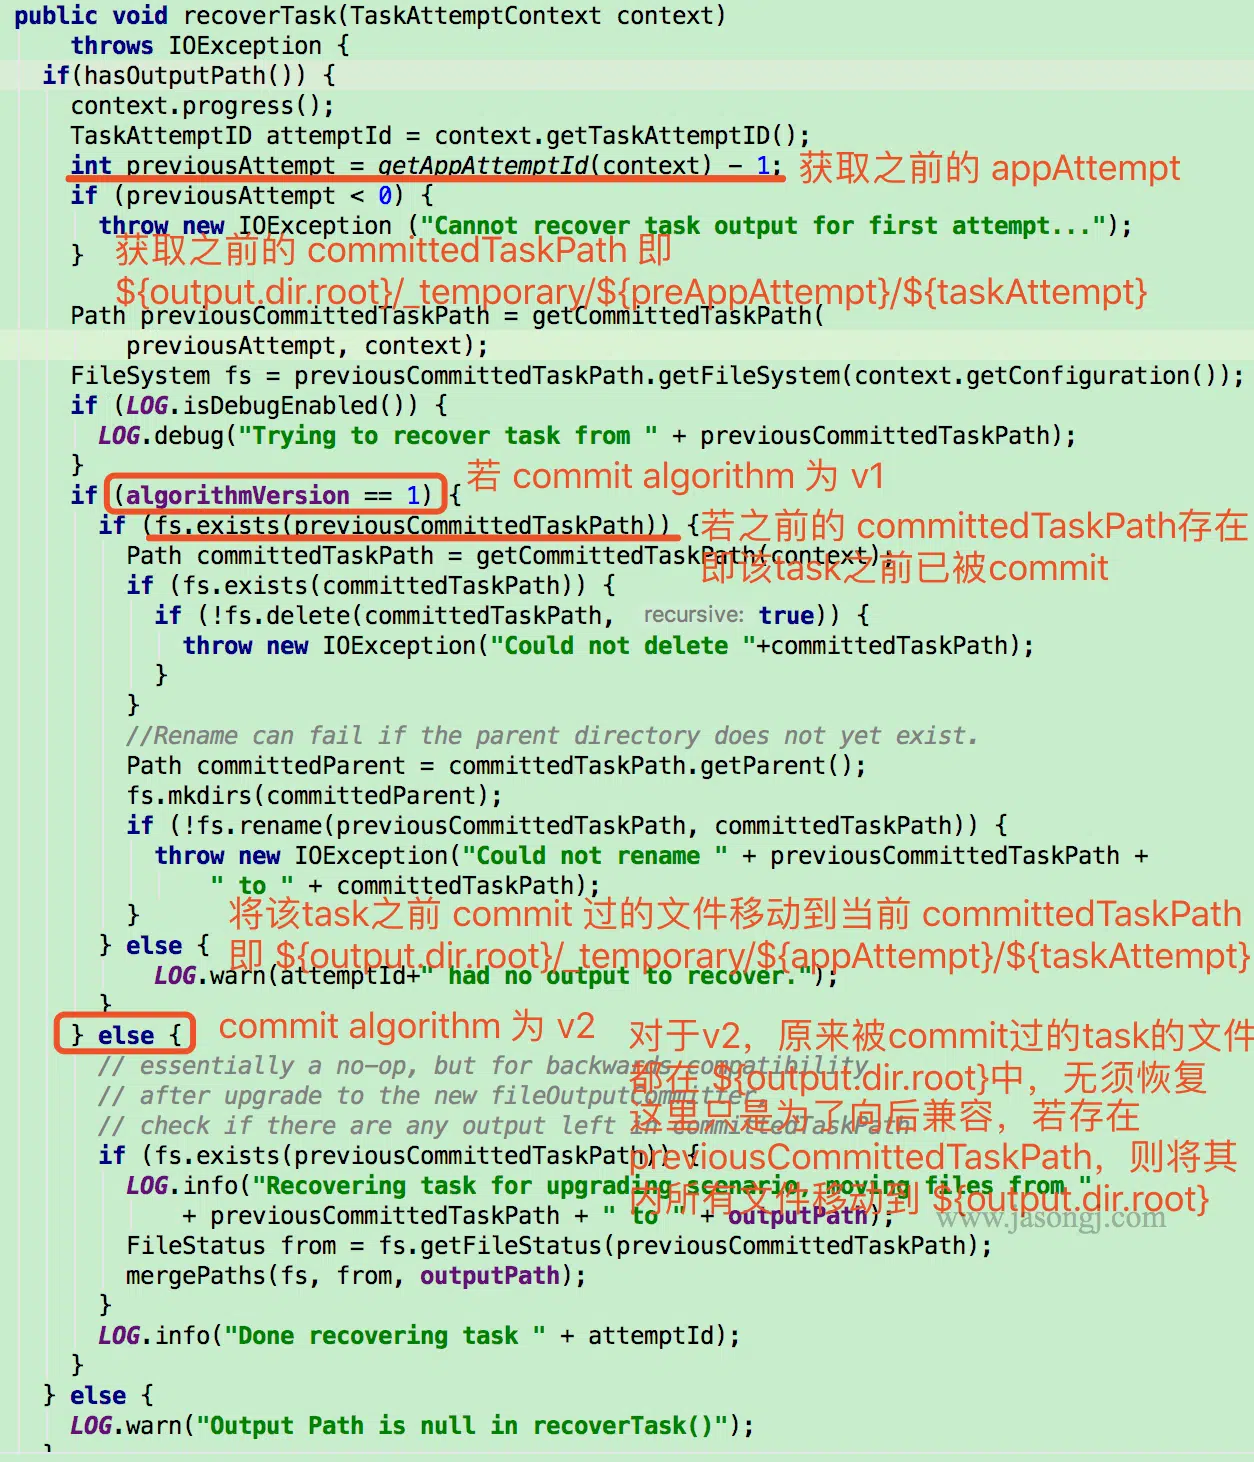 public void recoverTask(TaskAttemptContext context)
throws IOException {
if(hasOutputPath()) {
context.progress();
TaskAttemptID attemptId = context.getTaskAttemptID();
int previousAttempt = getAppAttemptId(context) - 1; 获取之前的 appAttempt
if (previousAttempt < 0) {
throw new IOException ("Cannot recover task output for first attempt...");
} 获取之前的 committedTaskPath 即
${output.dir.root}/_temporary/${preAppAttempt}/${taskAttempt}
Path previousCommittedTaskPath = getCommittedTaskPath(
previousAttempt, context);
FileSystem fs = previousCommittedTaskPath.getFileSystem(context.getConfiguration());
if (LOG.isDebugEnabled()) {
LOG.debug("Trying to recover task from " + previousCommittedTaskPath);
}
若 commit algorithm 为 v1
if (algorithmVersion == 1) {
if (fs.exists(previousCommittedTaskPath)) { 若之前的 committedTaskPath存在
Path committedTaskPath = getCommittedTaskPath(context);
即该task之前已被commit
if (fs.exists(committedTaskPath)) {
if (!fs.delete(committedTaskPath, recursive: true)) {
throw new IOException("Could not delete "+committedTaskPath);
}
}
//Rename can fail if the parent directory does not yet exist.
Path committedParent = committedTaskPath.getParent();
fs.mkdirs(committedParent);
if (!fs.rename(previousCommittedTaskPath, committedTaskPath)) {
throw new IOException("Could not rename " + previousCommittedTaskPath +
" to " + committedTaskPath);
} 将该task之前 commit 过的文件移动到当前 committedTaskPath
} else { 即 ${output.dir.root}/_temporary/${appAttempt}/${taskAttempt}
LOG.warn(attemptId+" had no output to recover.");
}
} else { commit algorithm 为 v2 对于v2，原来被commit过的task的文件
// essentially a no-op, but for backwards compatibility
都在 ${output.dir.root}中，无须恢复
// after upgrade to the new fileOutputCommitter,
这里只是为了向后兼容，若存在
// check if there are any output left in committedTaskPath
if (fs.exists(previousCommittedTaskPath)) {
previousCommittedTaskPath，则将其
LOG.info("Recovering task for upgrading scenario, moving files from "
内所有文件移动到 ${output.dir.root}
+ previousCommittedTaskPath + " to " + outputPath);
www.jasongj.com
FileStatus from = fs.getFileStatus(previousCommittedTaskPath);
mergePaths(fs, from, outputPath);
}
LOG.info("Done recovering task " + attemptId);
}
} else {
LOG.warn("Output Path is null in recoverTask()");
}